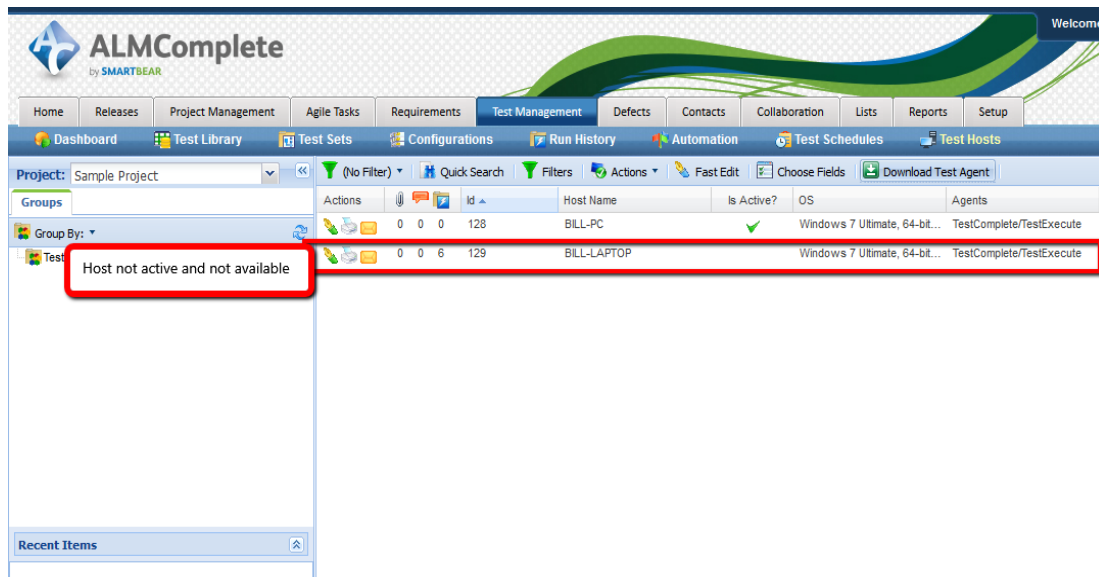 Welcome
ALMComplete
by SMARTBEAR
Home Releases Project Management Agile Tasks Requirements Test Management Defects Contacts Collaboration Lists Reports Setup
Dashboard Test Library Test Sets Configurations Run History Automation Test Schedules Test Hosts
Project: Sample Project (No Filter) Quick Search Filters Actions Fast Edit Choose Fields Download Test Agent
Groups Actions Id Host Name Is Active? OS Agents
Group By: 0 0 0 128 BILL-PC Windows 7 Ultimate, 64-bit... TestComplete/TestExecute
Test 0 0 6 129 BILL-LAPTOP Windows 7 Ultimate, 64-bit... TestComplete/TestExecute
Host not active and not available
Recent Items